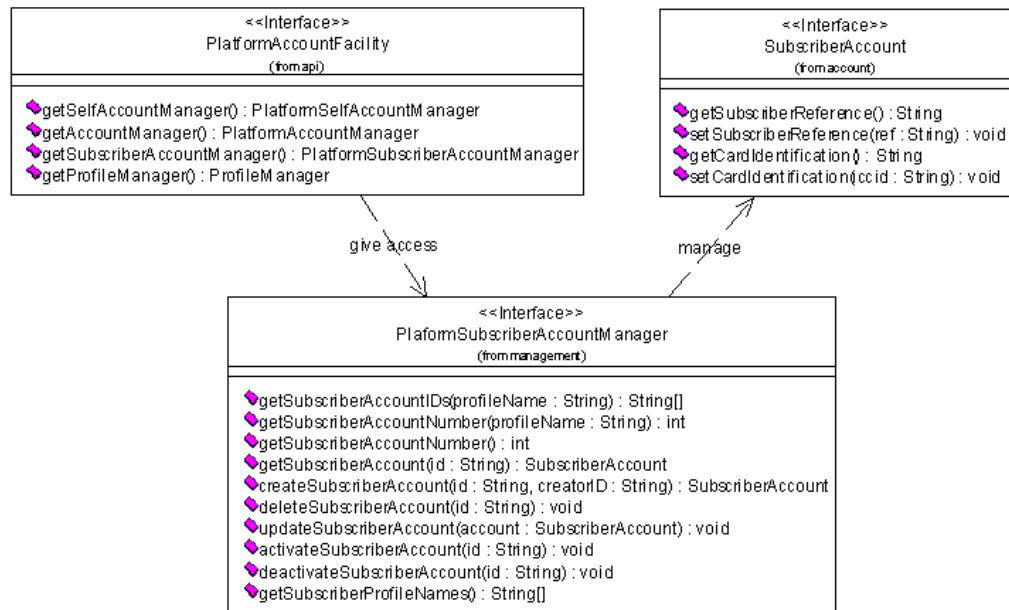 <<Interface>>
PlatformAccountFacility
(from api)
getSelfAccountManager() : PlatformSelfAccountManager
getAccountManager() : PlatformAccountManager
getSubscriberAccountManager() : PlatformSubscriberAccountManager
getProfileManager() : ProfileManager
<<Interface>>
SubscriberAccount
(from account)
getSubscriberReference() : String
setSubscriberReference(ref : String) : void
getCardIdentification() : String
setCardIdentification(iccid : String) : void
give access
manage
<<Interface>>
PlaformSubscriberAccountManager
(from management)
getSubscriberAccountIDs(profileName : String) : String[]
getSubscriberAccountNumber(profileName : String) : int
getSubscriberAccountNumber() : int
getSubscriberAccount(id : String) : SubscriberAccount
createSubscriberAccount(id : String, creatorID : String) : SubscriberAccount
deleteSubscriberAccount(id : String) : void
updateSubscriberAccount(account : SubscriberAccount) : void
activateSubscriberAccount(id : String) : void
deactivateSubscriberAccount(id : String) : void
getSubscriberProfileNames() : String[]